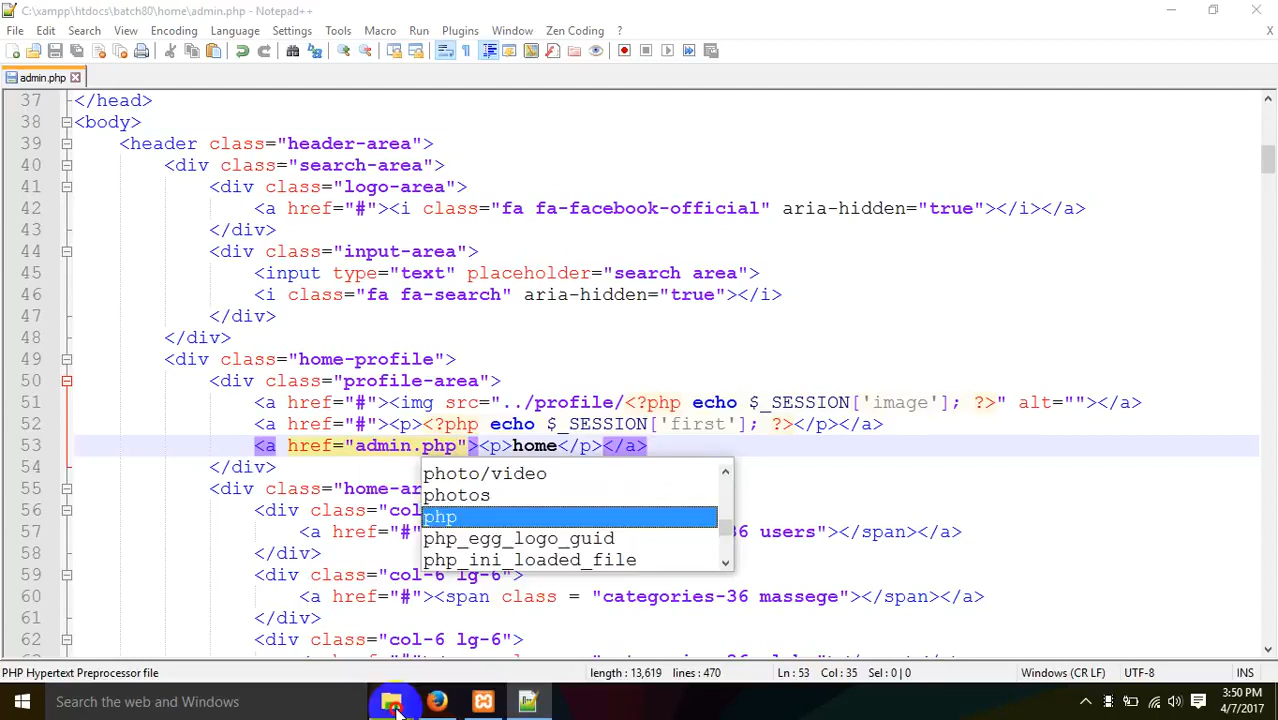 C:\xampp\htdocs\batch80\home\admin.php - Notepad++
File Edit Search View Encoding Language Settings Tools Macro Run Plugins Window Zen Coding ? X
admin.php
37 </head>
38 <body>
39 <header class="header-area">
40 <div class="search-area">
41 <div class="logo-area">
42 <a href="#"><i class="fa fa-facebook-official" aria-hidden="true"></i></a>
43 </div>
44 <div class="input-area">
45 <input type="text" placeholder="search area">
46 <i class="fa fa-search" aria-hidden="true"></i>
47 </div>
48 </div>
49 <div class="home-profile">
50 <div class="profile-area">
51 <a href="#"><img src="../profile/<?php echo $_SESSION['image']; ?>" alt=""></a>
52 <a href="#"><p><?php echo $_SESSION['first']; ?></p></a>
53 <a href="admin.php"><p>home</p></a>
54 </div>
photo/video
55 <div class="home-ar
photos
56 <div class="col
php
57 <a href="#" 36 users"></span></a>
php_egg_logo_guid
58 </div>
php_ini_loaded_file
59 <div class="col-6 lg-6">
60 <a href="#"><span class = "categories-36 massege"></span></a>
61 </div>
62 <div class="col-6 lg-6">
PHP Hypertext Preprocessor file length : 13,619 lines : 470 Ln : 53 Col : 35 Sel : 0 | 0 Windows (CR LF) UTF-8 INS
Search the web and Windows
3:50 PM
4/7/2017